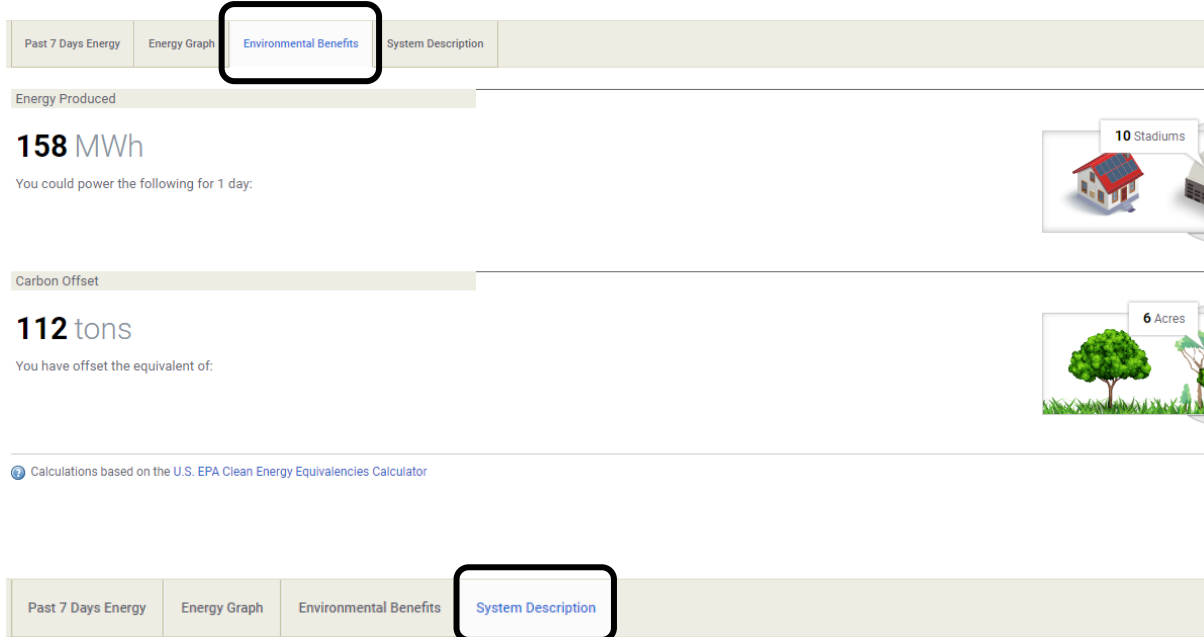 Past 7 Days Energy Energy Graph Environmental Benefits System Description
Energy Produced
158 MWh
10 Stadiums
You could power the following for 1 day:
Carbon Offset
112 tons
6 Acres
You have offset the equivalent of:
Calculations based on the U.S. EPA Clean Energy Equivalencies Calculator
Past 7 Days Energy Energy Graph Environmental Benefits System Description